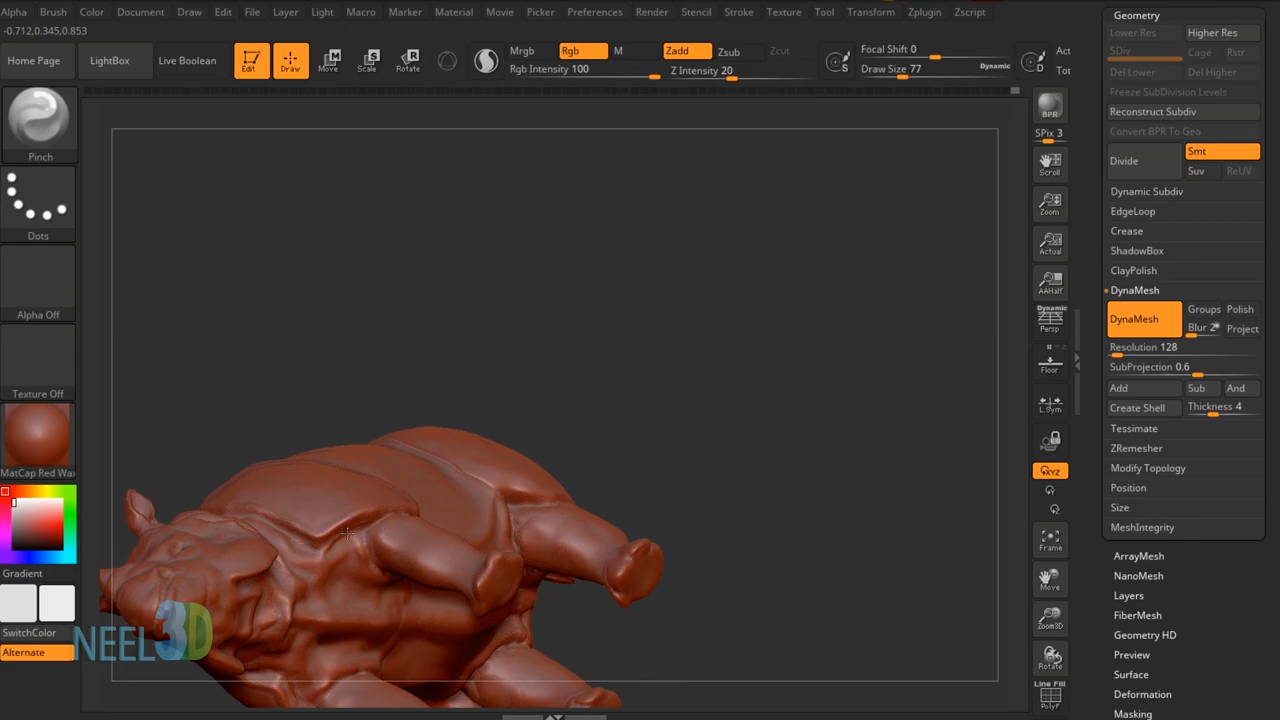 Alpha Brush Color Document Draw Edit File Layer Light Macro Marker Material Movie Picker Preferences Render Stencil Stroke Texture Tool Transform Zplugin Zscript
-0.712,0.345,0.853
Home Page LightBox Live Boolean Edit Draw Move Scale Rotate
Mrgb Rgb M Zadd Zsub Zcut
Rgb Intensity 100 Z Intensity 20
S
Focal Shift 0
Draw Size 77 Dynamic
D
Act
Tot
Pinch
Dots
Alpha Off
Texture Off
MatCap Red Wax
Gradient
SwitchColor
Alternate
NEEL3D
BPR
SPix 3
Scroll
Zoom
Actual
AAHalf
Dynamic
Persp
Floor
L.Sym
XYZ
Frame
Move
Zoom3D
Rotate
Line Fill
PolyF
Geometry
Lower Res Higher Res
SDiv Cage Rstr
Del Lower Del Higher
Freeze SubDivision Levels
Reconstruct Subdiv
Convert BPR To Geo
Divide Smt
Suv ReUV
Dynamic Subdiv
EdgeLoop
Crease
ShadowBox
ClayPolish
DynaMesh
DynaMesh Groups Polish
Blur 2 Project
Resolution 128
SubProjection 0.6
Add Sub And
Create Shell Thickness 4
Tessimate
ZRemesher
Modify Topology
Position
Size
MeshIntegrity
ArrayMesh
NanoMesh
Layers
FiberMesh
Geometry HD
Preview
Surface
Deformation
Masking